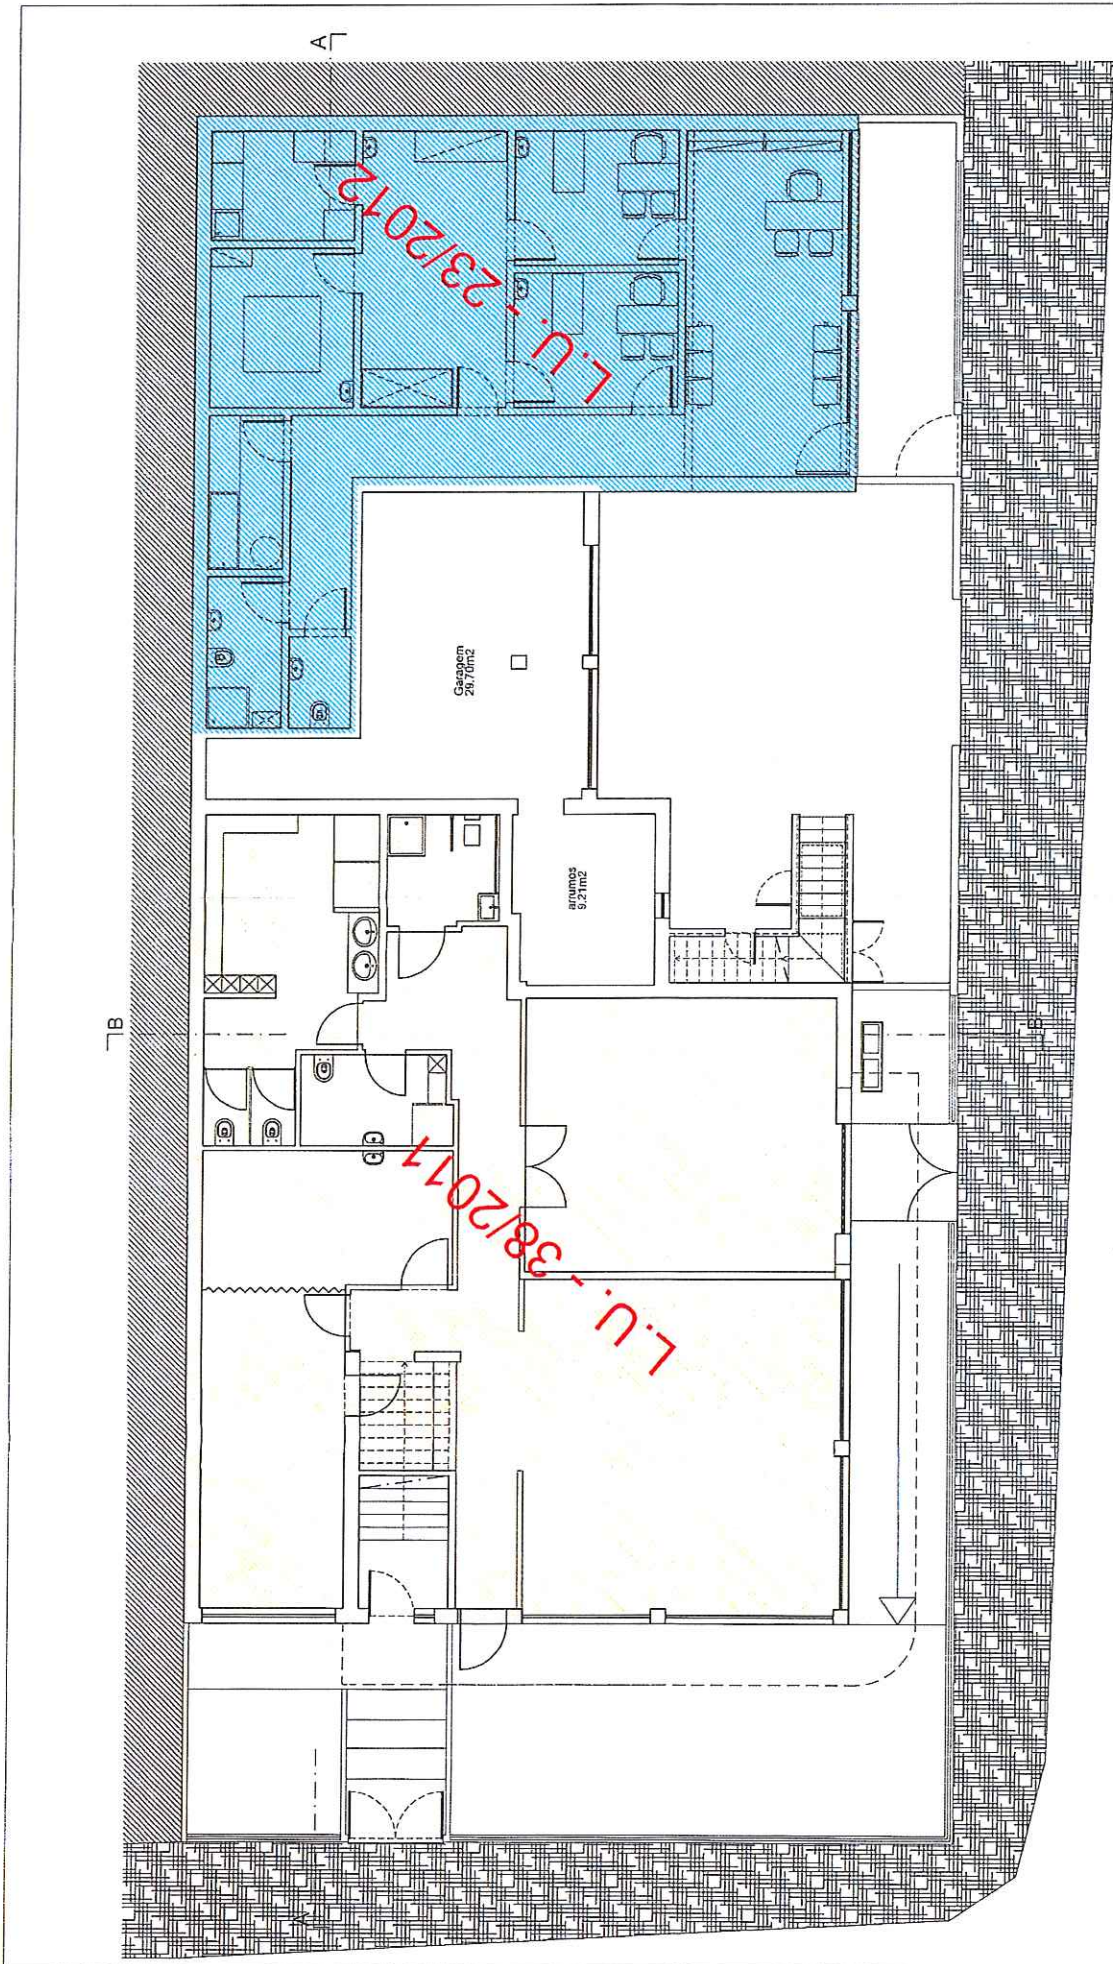 A
L.U. - 23/2012
Garagem
29.70m2
arrumos
9.21m2
B
B
L.U. - 38/2011
A